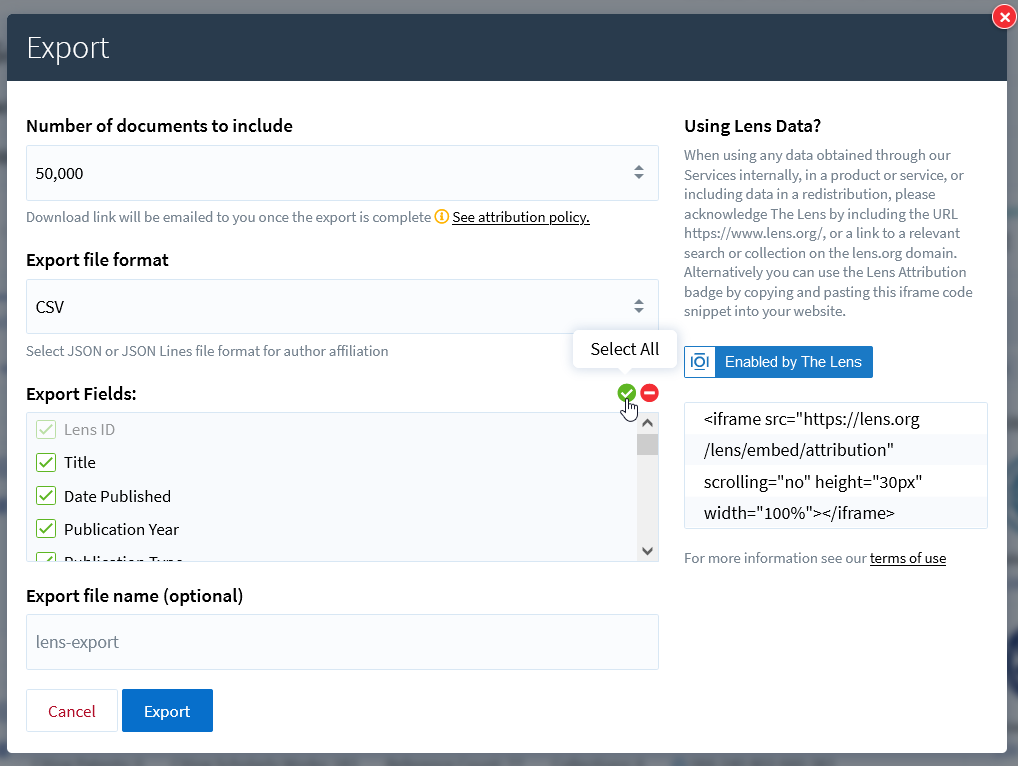 Export
Number of documents to include
50,000
Download link will be emailed to you once the export is complete See attribution policy.
Export file format
CSV
Select JSON or JSON Lines file format for author affiliation
Select All
Export Fields:
Lens ID
Title
Date Published
Publication Year
Publication Type
Export file name (optional)
lens-export
Cancel
Export
Using Lens Data?
When using any data obtained through our
Services internally, in a product or service, or
including data in a redistribution, please
acknowledge The Lens by including the URL
https://www.lens.org/, or a link to a relevant
search or collection on the lens.org domain.
Alternatively you can use the Lens Attribution
badge by copying and pasting this iframe code
snippet into your website.
Enabled by The Lens
<iframe src="https://lens.org
/lens/embed/attribution"
scrolling="no" height="30px"
width="100%"></iframe>
For more information see our terms of use